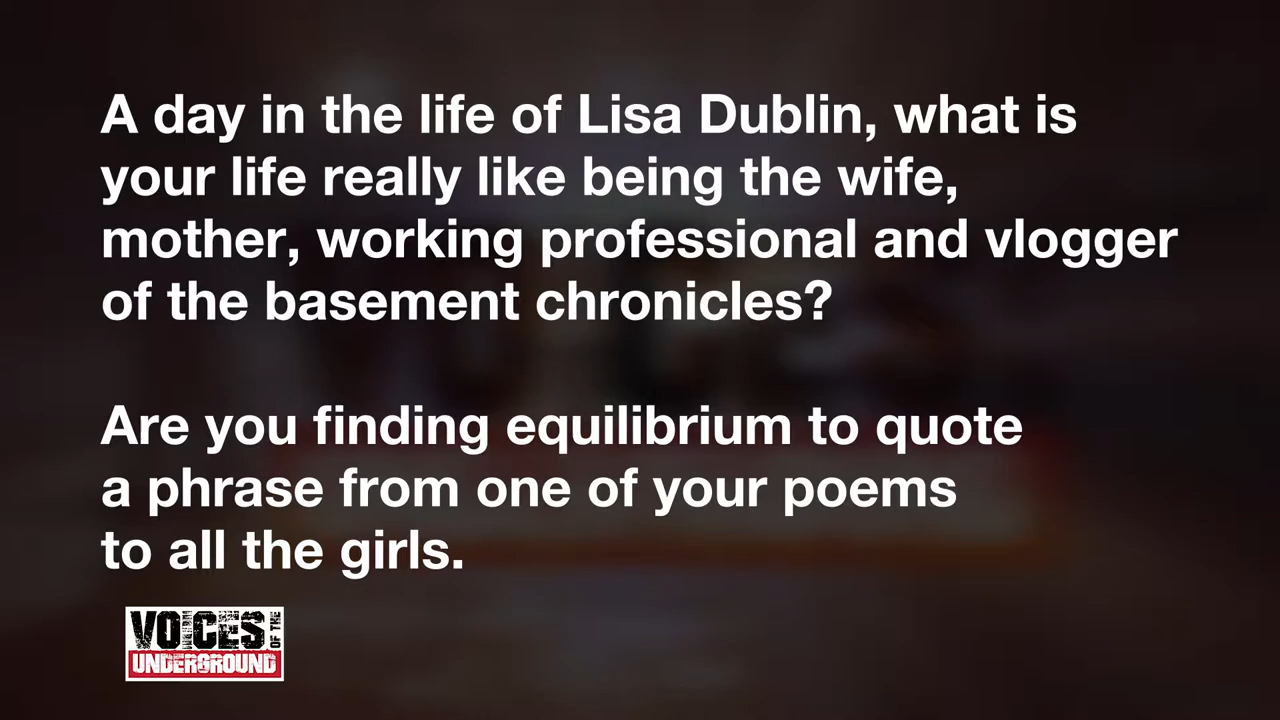 A day in the life of Lisa Dublin, what is
your life really like being the wife,
mother, working professional and vlogger
of the basement chronicles?
Are you finding equilibrium to quote
a phrase from one of your poems
to all the girls.
VOICES OF THE
UNDERGROUND